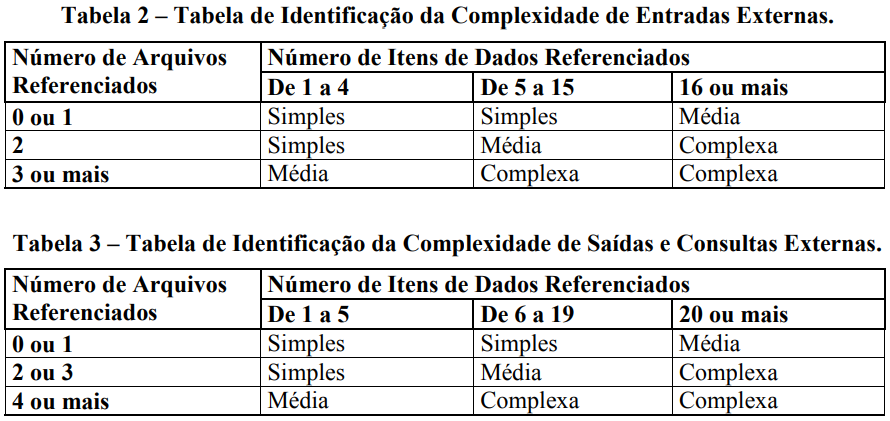 Tabela 2 – Tabela de Identificação da Complexidade de Entradas Externas.
Número de Arquivos Referenciados Número de Itens de Dados Referenciados
De 1 a 4 De 5 a 15 16 ou mais
0 ou 1 Simples Simples Média
2 Simples Média Complexa
3 ou mais Média Complexa Complexa
Tabela 3 – Tabela de Identificação da Complexidade de Saídas e Consultas Externas.
Número de Arquivos Referenciados Número de Itens de Dados Referenciados
De 1 a 5 De 6 a 19 20 ou mais
0 ou 1 Simples Simples Média
2 ou 3 Simples Média Complexa
4 ou mais Média Complexa Complexa